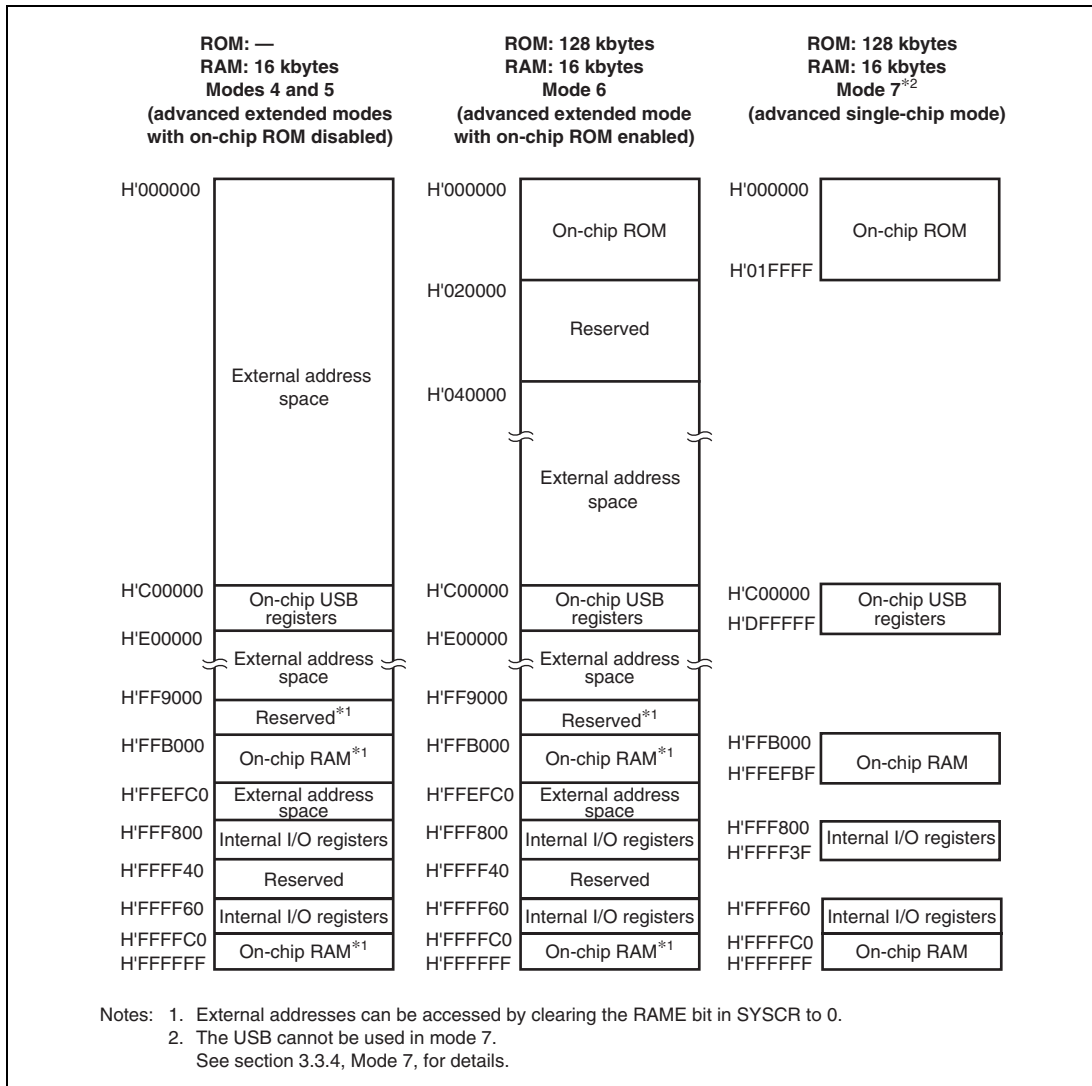 ROM: —
RAM: 16 kbytes
Modes 4 and 5
(advanced extended modes
with on-chip ROM disabled)
H'000000
External address
space
H'C00000
On-chip USB
registers
H'E00000
External address
space
H'FF9000
Reserved*1
H'FFB000
On-chip RAM*1
H'FFEFC0
External address
space
H'FFF800
Internal I/O registers
H'FFFF40
Reserved
H'FFFF60
Internal I/O registers
H'FFFFC0
On-chip RAM*1
H'FFFFFF
ROM: 128 kbytes
RAM: 16 kbytes
Mode 6
(advanced extended mode
with on-chip ROM enabled)
H'000000
On-chip ROM
H'020000
Reserved
H'040000
External address
space
H'C00000
On-chip USB
registers
H'E00000
External address
space
H'FF9000
Reserved*1
H'FFB000
On-chip RAM*1
H'FFEFC0
External address
space
H'FFF800
Internal I/O registers
H'FFFF40
Reserved
H'FFFF60
Internal I/O registers
H'FFFFC0
On-chip RAM*1
H'FFFFFF
ROM: 128 kbytes
RAM: 16 kbytes
Mode 7*2
(advanced single-chip mode)
H'000000
On-chip ROM
H'01FFFF
H'C00000
On-chip USB
registers
H'DFFFFF
H'FFB000
On-chip RAM
H'FFEFBF
H'FFF800
Internal I/O registers
H'FFFF3F
H'FFFF60
Internal I/O registers
H'FFFFC0
On-chip RAM
H'FFFFFF
Notes: 1. External addresses can be accessed by clearing the RAME bit in SYSCR to 0.
2. The USB cannot be used in mode 7.
See section 3.3.4, Mode 7, for details.